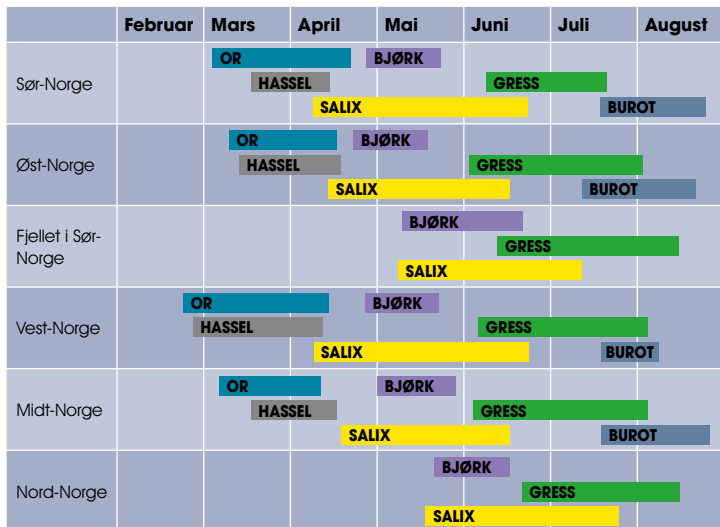 Februar Mars April Mai Juni Juli August
OR BJØRK
Sør-Norge HASSEL GRESS
SALIX BUROT
OR BJØRK
Øst-Norge HASSEL GRESS
SALIX BUROT
BJØRK
Fjellet i Sør-
Norge GRESS
SALIX
OR BJØRK
Vest-Norge HASSEL GRESS
SALIX BUROT
OR BJØRK
Midt-Norge HASSEL GRESS
SALIX BUROT
BJØRK
Nord-Norge GRESS
SALIX